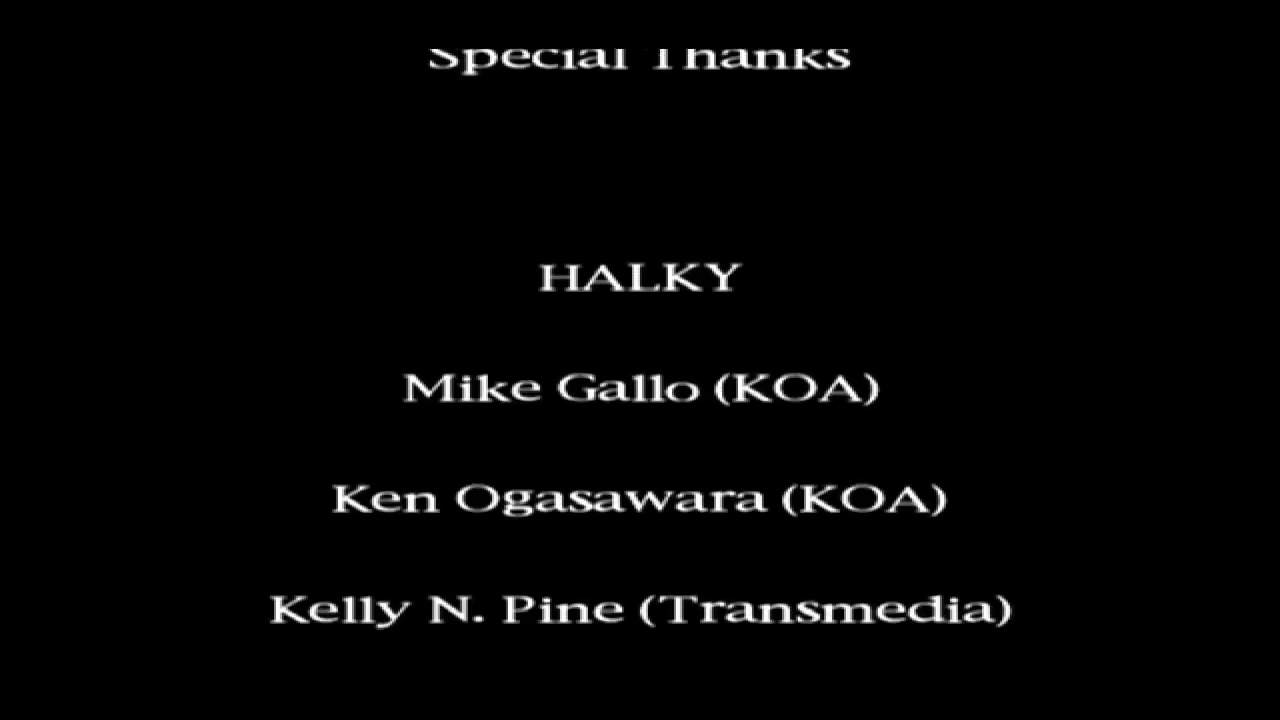 Special Thanks
HALKY
Mike Gallo (KOA)
Ken Ogasawara (KOA)
Kelly N. Pine (Transmedia)